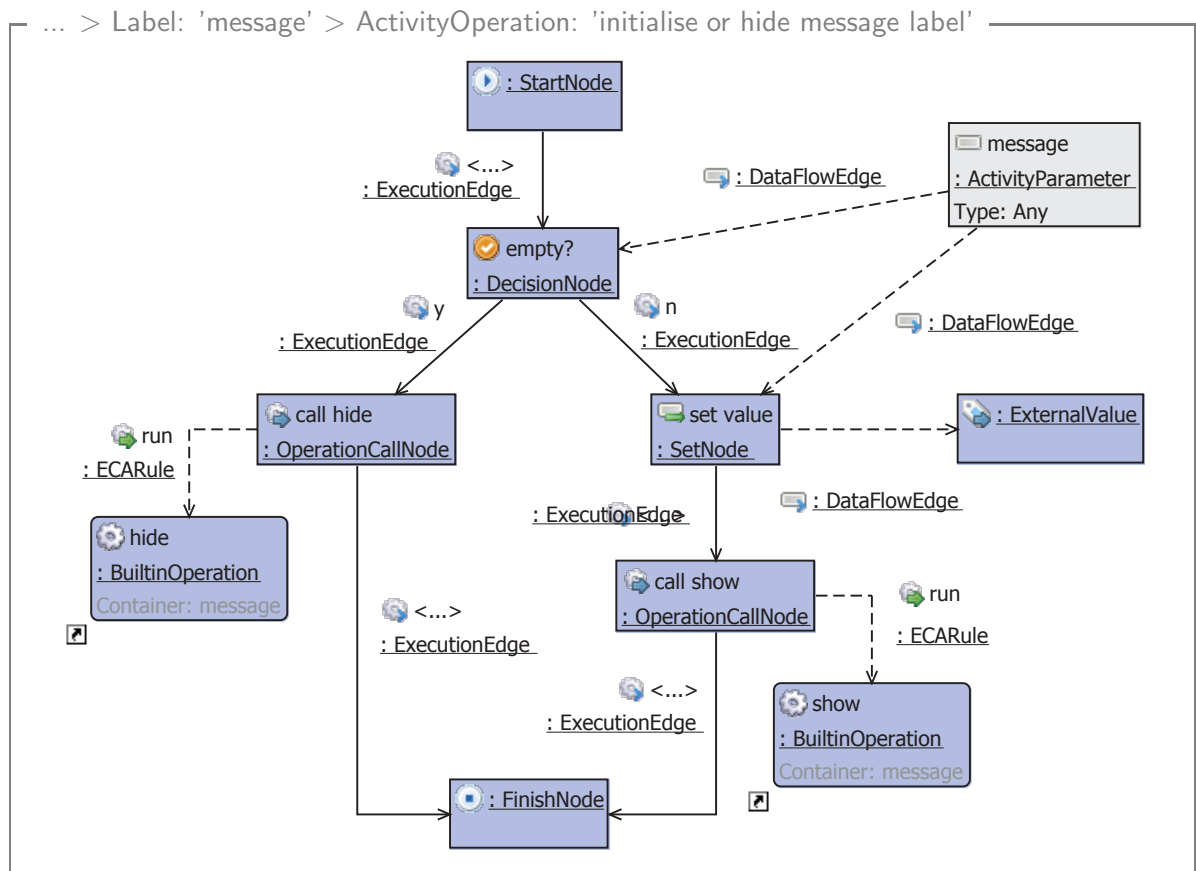 ... > Label: 'message' > ActivityOperation: 'initialise or hide message label'
: StartNode
<...>
: ExecutionEdge
: DataFlowEdge
message
: ActivityParameter
Type: Any
empty?
: DecisionNode
y
: ExecutionEdge
n
: ExecutionEdge
: DataFlowEdge
call hide
: OperationCallNode
set value
: SetNode
: ExternalValue
run
: ECARule
: DataFlowEdge
: ExecutionEdge
<...>
hide
: BuiltinOperation
Container: message
call show
: OperationCallNode
run
: ECARule
<...>
: ExecutionEdge
<...>
: ExecutionEdge
show
: BuiltinOperation
Container: message
: FinishNode